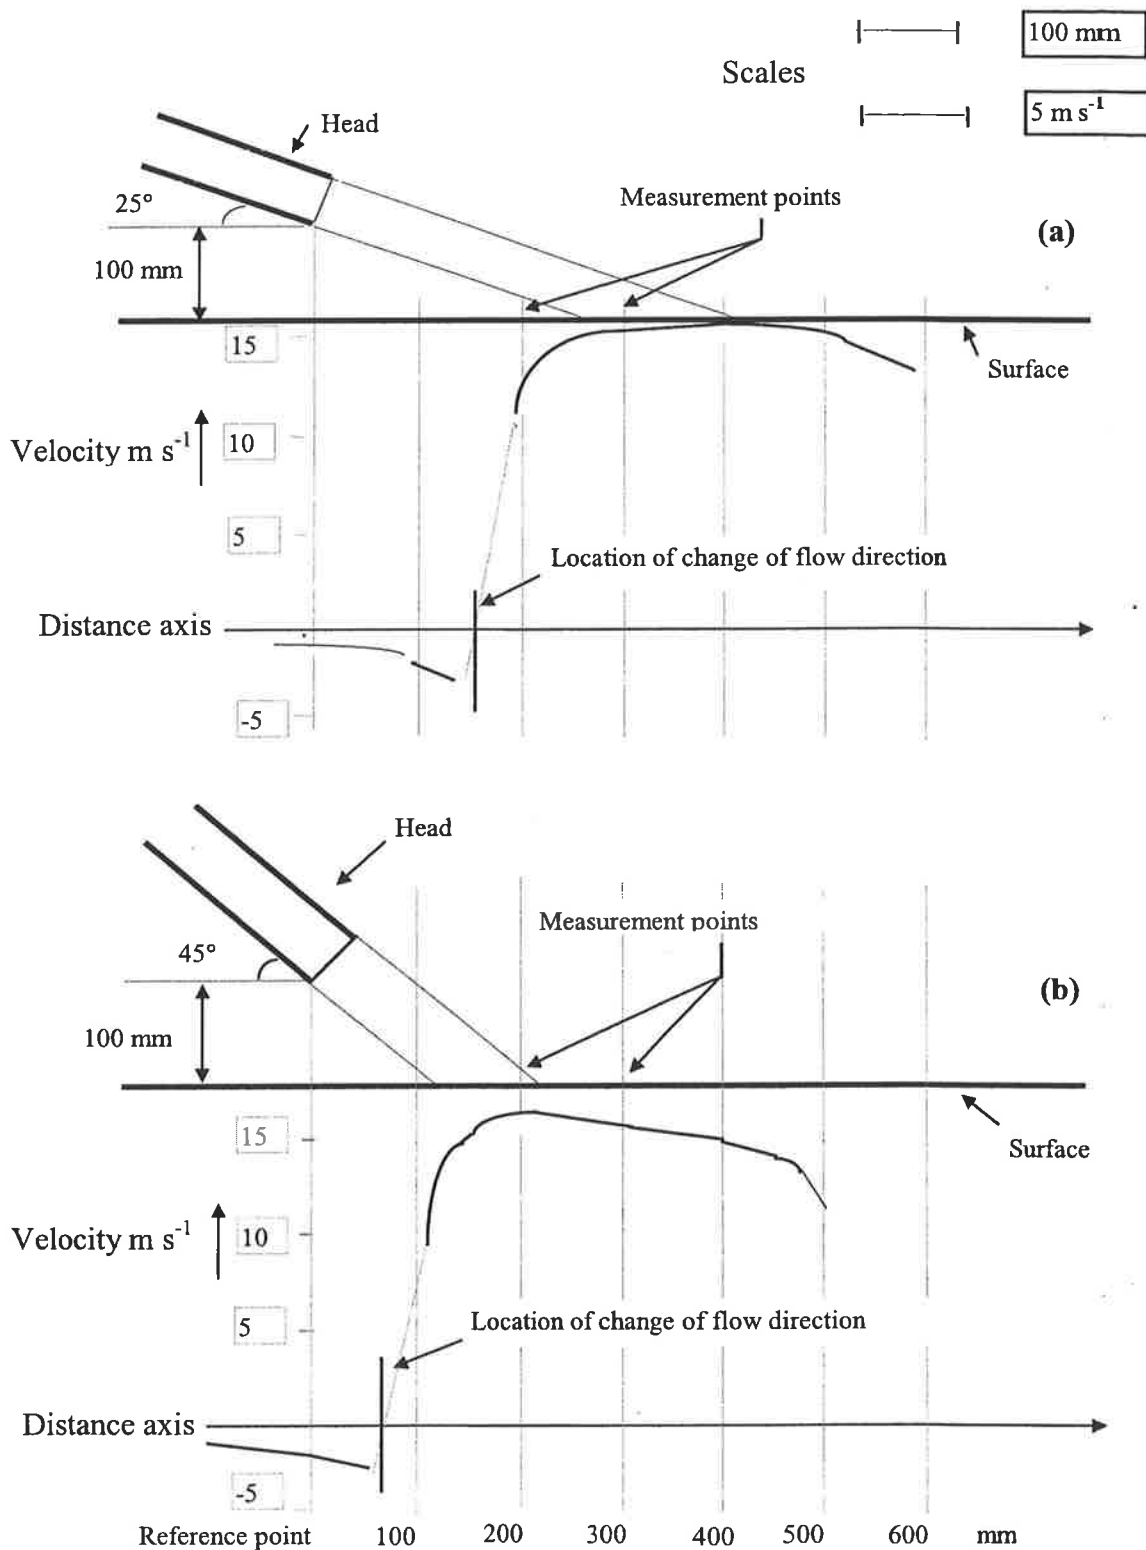 100 mm
Scales
5 m s⁻¹
Head
25°
Measurement points
(a)
100 mm
15
Surface
Velocity m s⁻¹
10
5
Location of change of flow direction
Distance axis
-5
Head
45°
Measurement points
(b)
100 mm
15
Surface
Velocity m s⁻¹
10
5
Location of change of flow direction
Distance axis
-5
Reference point 100 200 300 400 500 600 mm